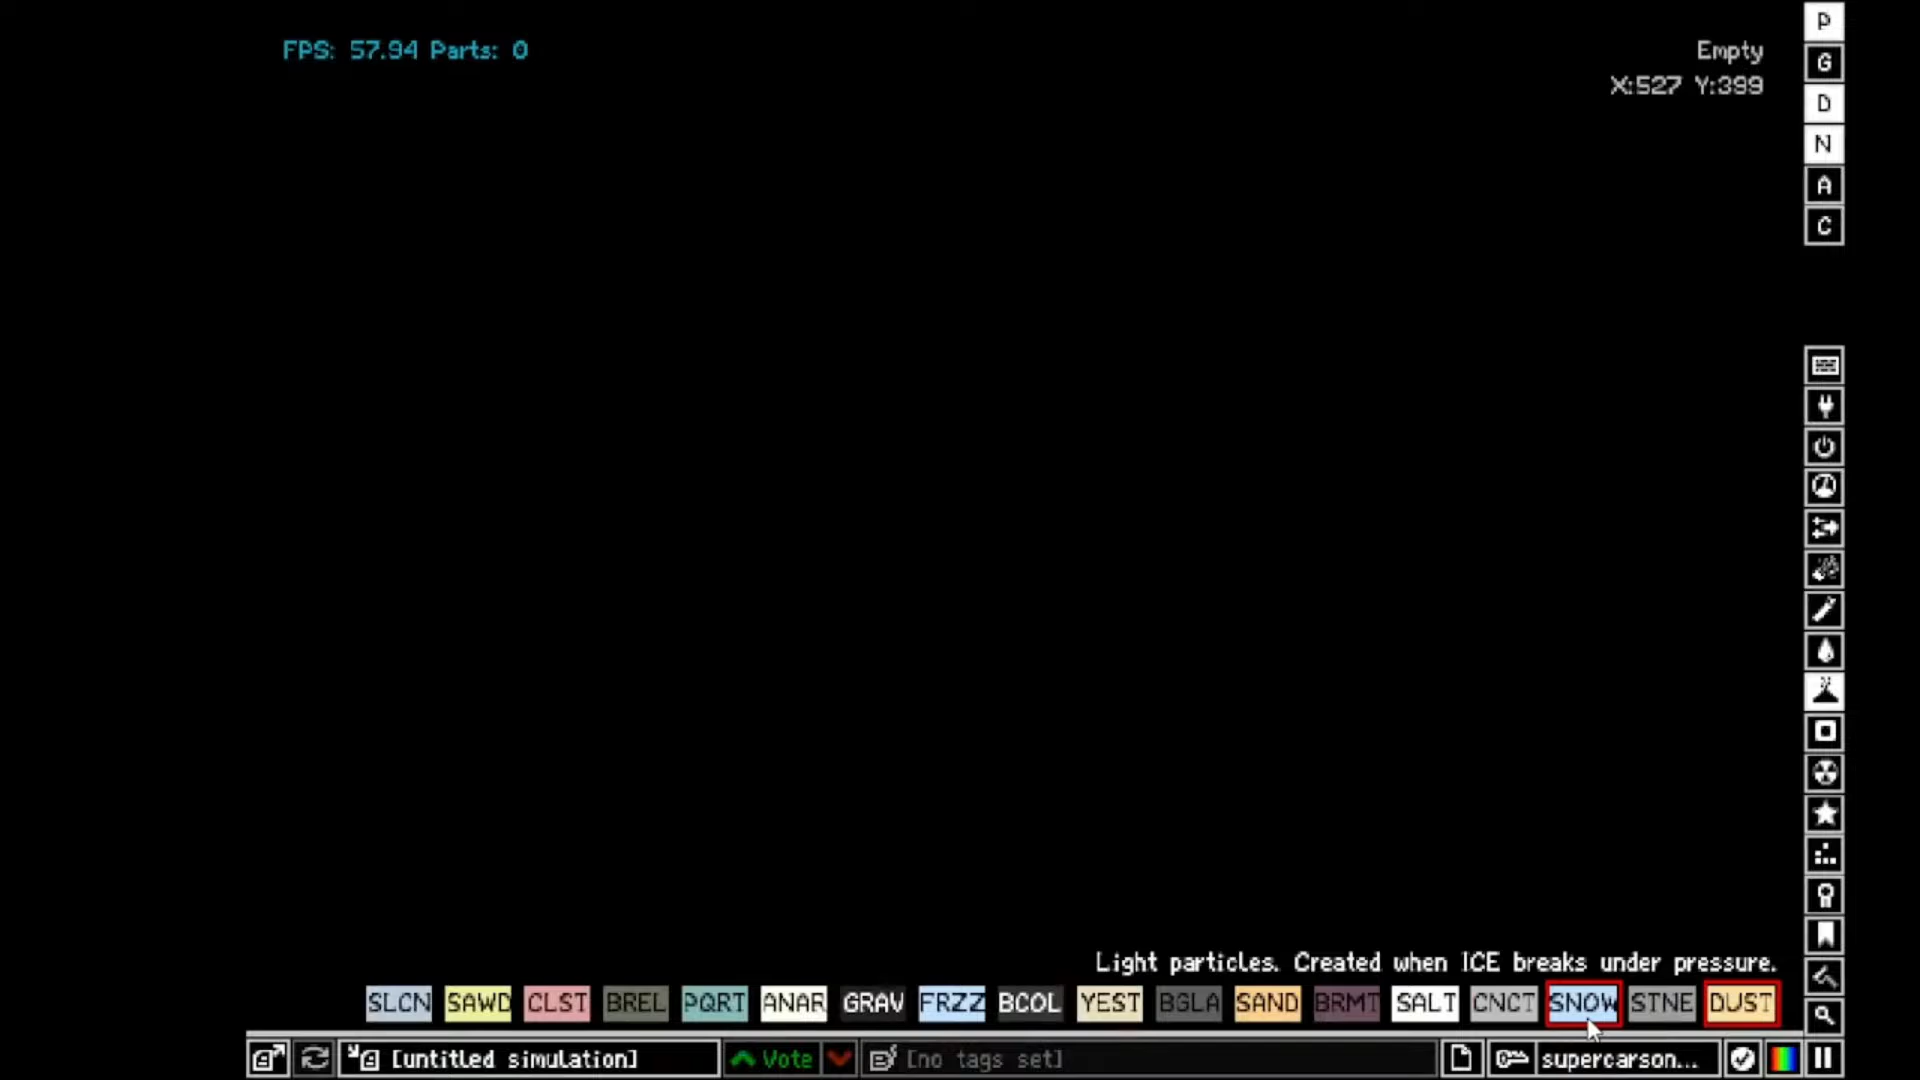 FPS: 57.94 Parts: 0
Empty
X:527 Y:399
P
G
D
N
A
C
Light particles. Created when ICE breaks under pressure.
SLCN SAWD CLST BREL PQRT ANAR GRAV FRZZ BCOL YEST BGLA SAND BRMT SALT CNCT SNOW STNE DUST
[untitled simulation] Vote [no tags set] supercarson...